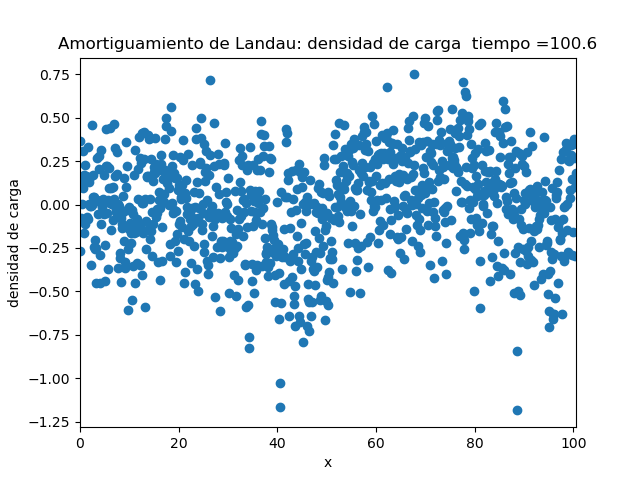 Amortiguamiento de Landau: densidad de carga  tiempo =100.6
densidad de carga
0.75
0.50
0.25
0.00
−0.25
−0.50
−0.75
−1.00
−1.25
0 20 40 60 80 100
x